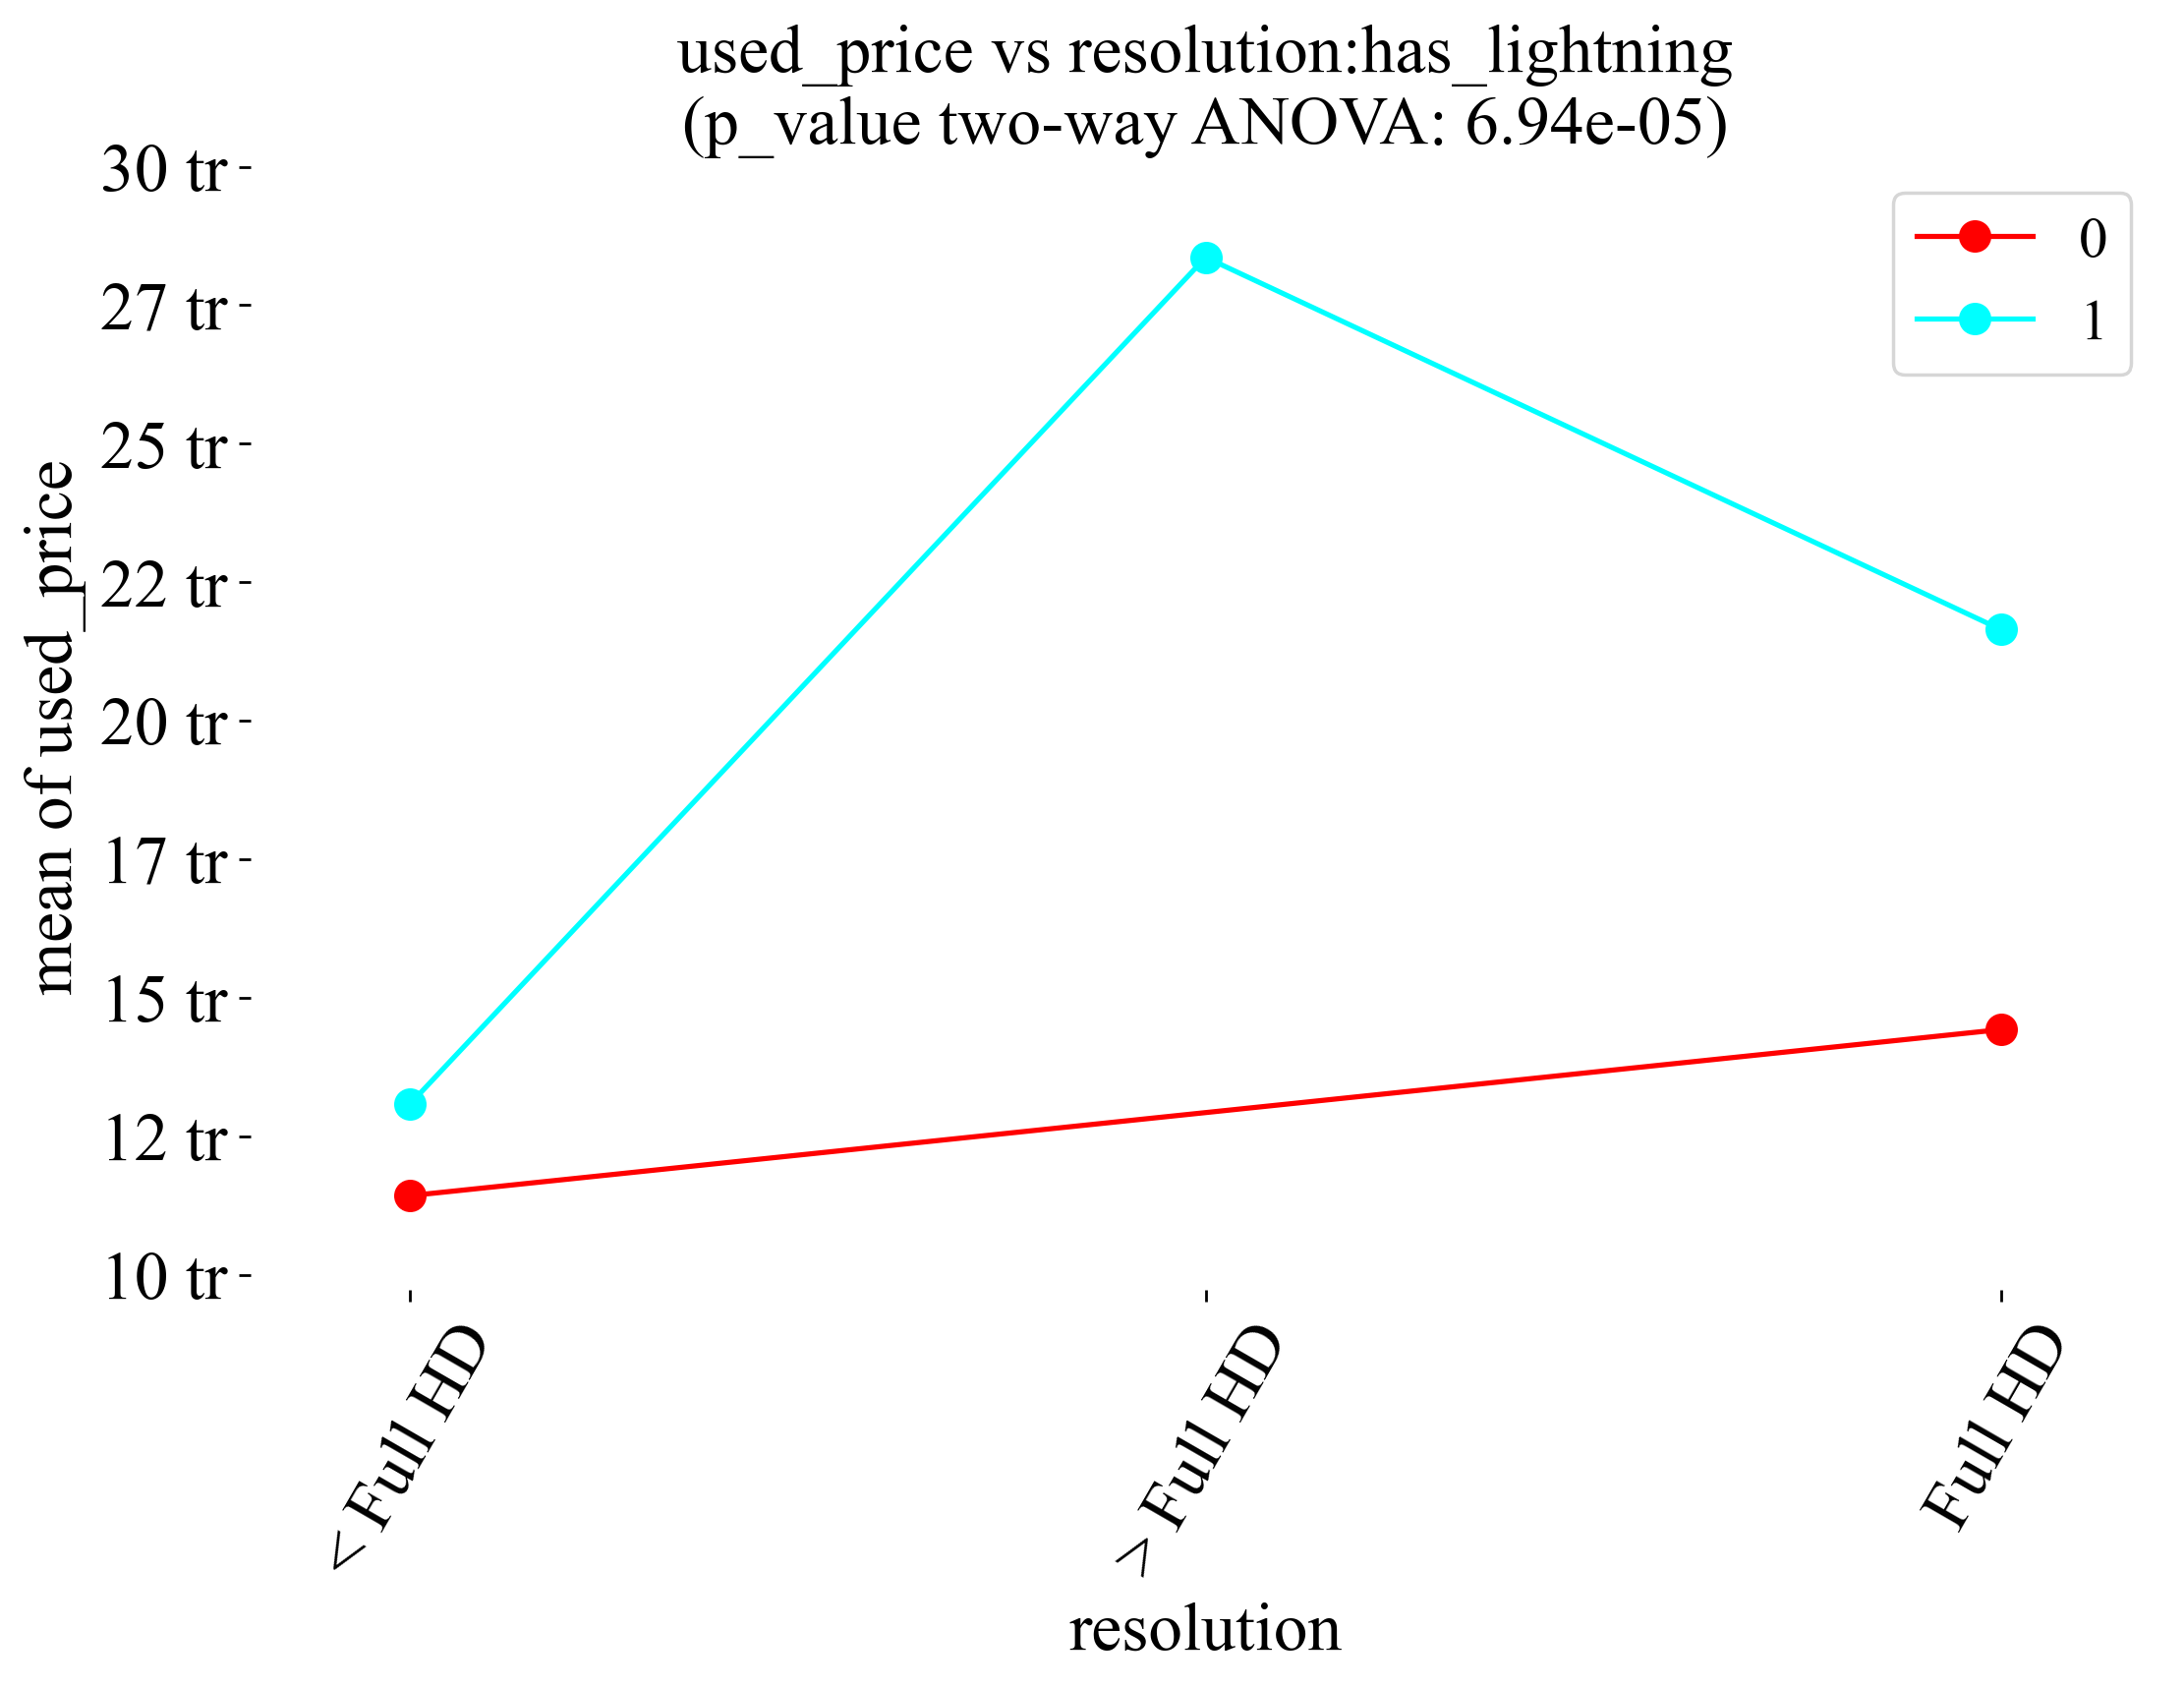 used_price vs resolution:has_lightning
(p_value two-way ANOVA: 6.94e-05)
30 tr
27 tr
25 tr
22 tr
20 tr
17 tr
15 tr
12 tr
10 tr
mean of used_price
0
1
< Full HD
> Full HD
Full HD
resolution